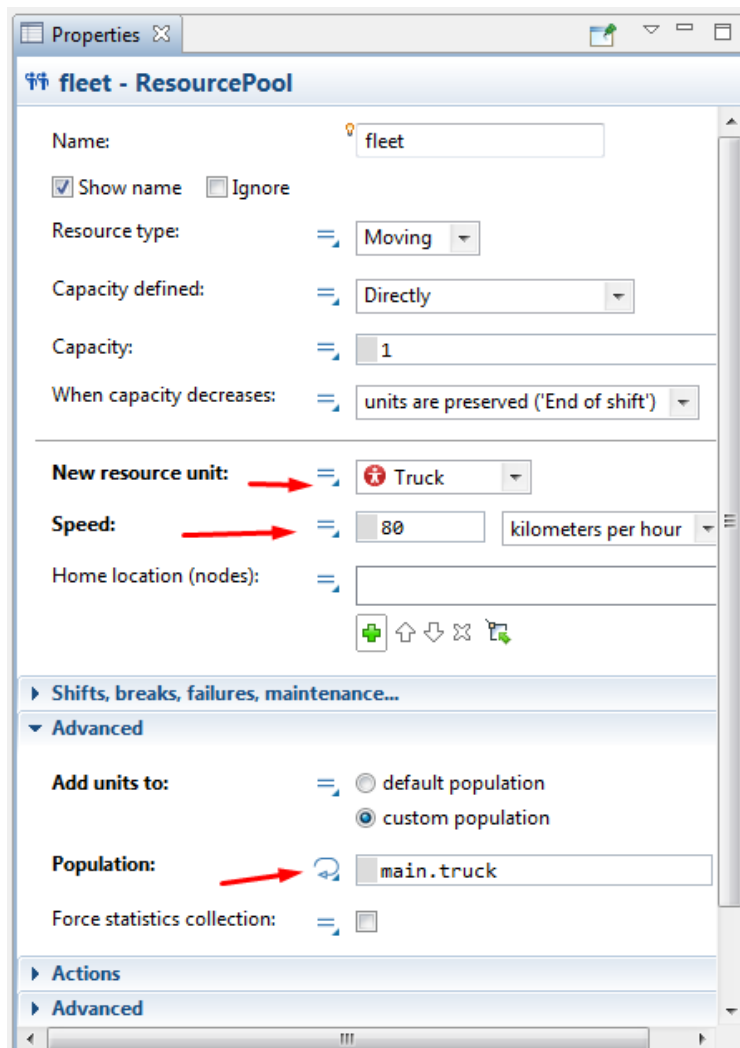 Properties
fleet - ResourcePool
Name: fleet
Show name Ignore
Resource type: Moving
Capacity defined: Directly
Capacity: 1
When capacity decreases: units are preserved ('End of shift')
New resource unit: Truck
Speed: 80 kilometers per hour
Home location (nodes):
Shifts, breaks, failures, maintenance...
Advanced
Add units to: default population
custom population
Population: main.truck
Force statistics collection:
Actions
Advanced